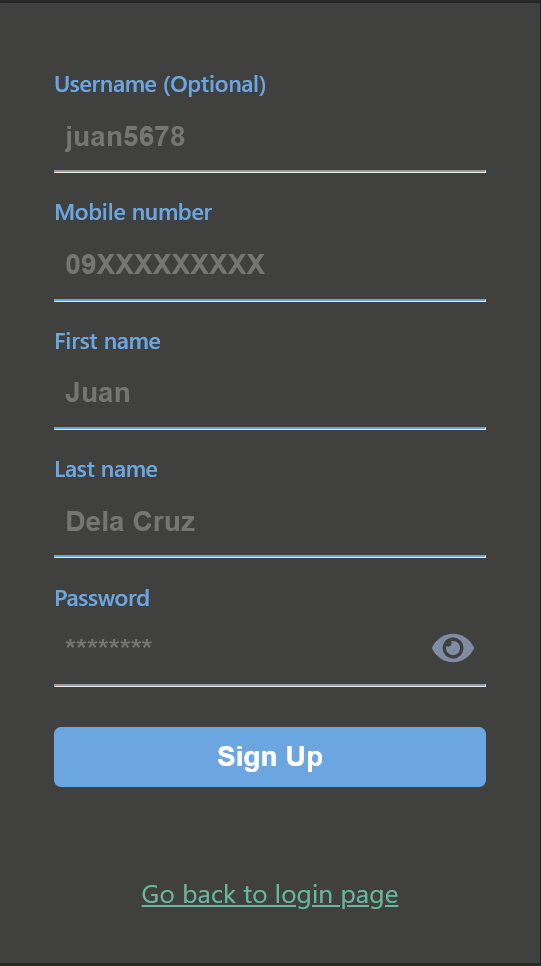 Username (Optional)
juan5678
Mobile number
09XXXXXXXXX
First name
Juan
Last name
Dela Cruz
Password
********
Sign Up
Go back to login page